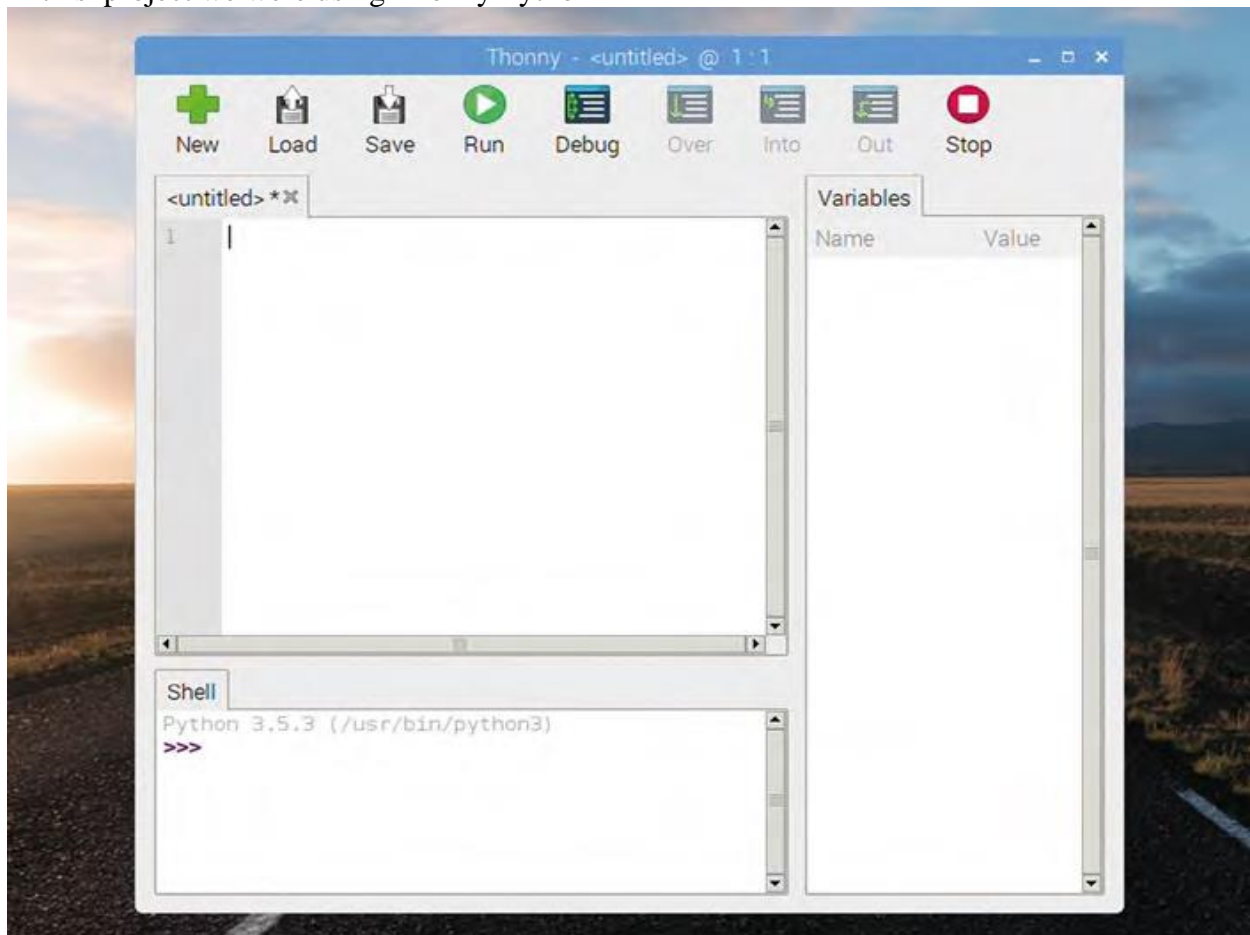 Thonny - <untitled> @ 1:1
New Load Save Run Debug Over Into Out Stop
<untitled> *
Variables
1
Name Value
Shell
Python 3.5.3 (/usr/bin/python3)
>>>